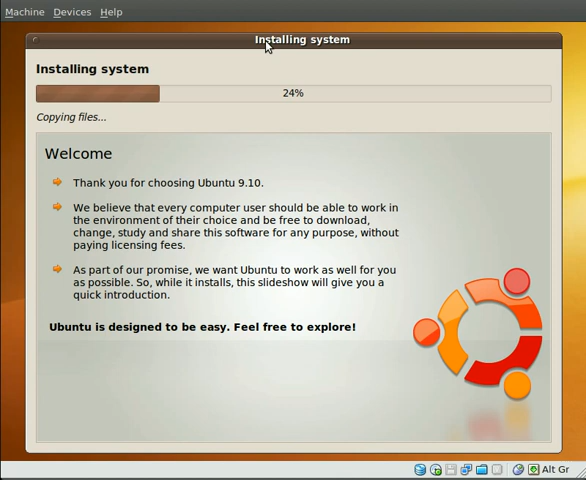 Machine Devices Help
Installing system
Installing system
24%
Copying files...
Welcome
Thank you for choosing Ubuntu 9.10.
We believe that every computer user should be able to work in
the environment of their choice and be free to download,
change, study and share this software for any purpose, without
paying licensing fees.
As part of our promise, we want Ubuntu to work as well for you
as possible. So, while it installs, this slideshow will give you a
quick introduction.
Ubuntu is designed to be easy. Feel free to explore!
Alt Gr